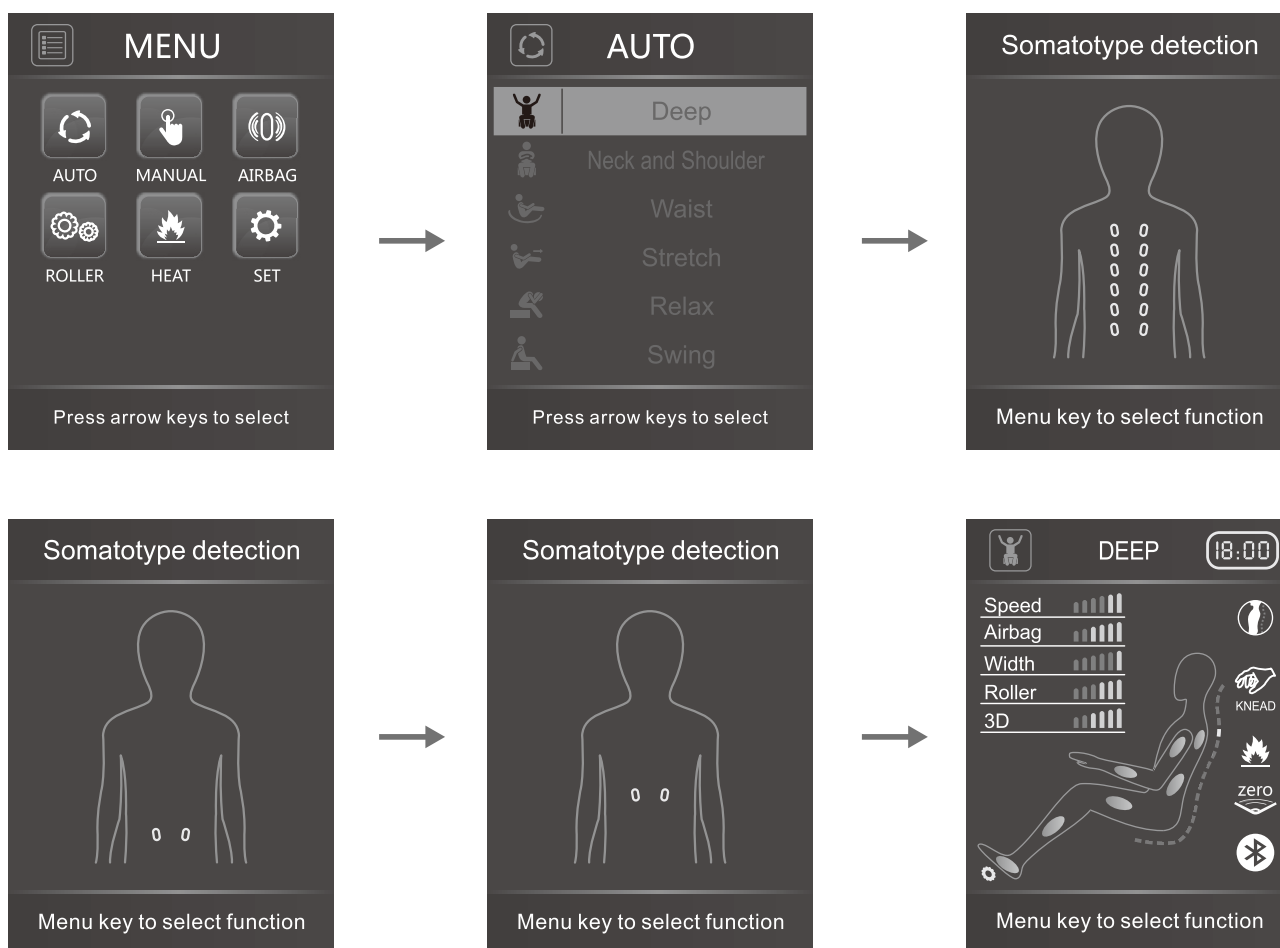 MENU
AUTO
MANUAL
AIRBAG
ROLLER
HEAT
SET
Press arrow keys to select
AUTO
Deep
Neck and Shoulder
Waist
Stretch
Relax
Swing
Press arrow keys to select
Somatotype detection
Menu key to select function
Somatotype detection
Menu key to select function
Somatotype detection
Menu key to select function
DEEP
18:00
Speed
Airbag
Width
Roller
3D
KNEAD
zero
Menu key to select function